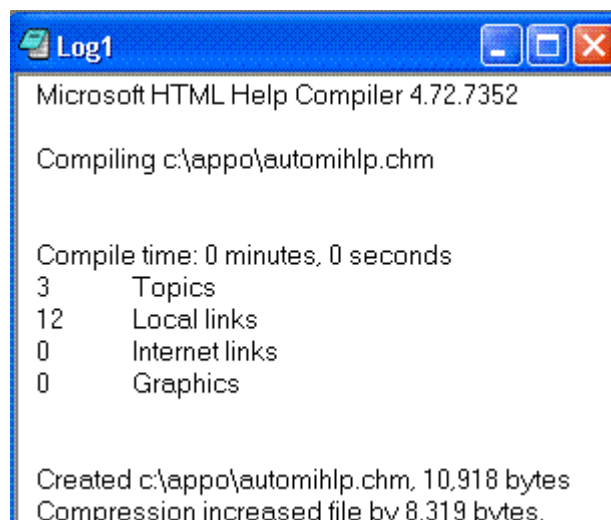 Log1
Microsoft HTML Help Compiler 4.72.7352
Compiling c:\appo\automihlp.chm
Compile time: 0 minutes, 0 seconds
3 Topics
12 Local links
0 Internet links
0 Graphics
Created c:\appo\automihlp.chm, 10,918 bytes
Compression increased file by 8,319 bytes.